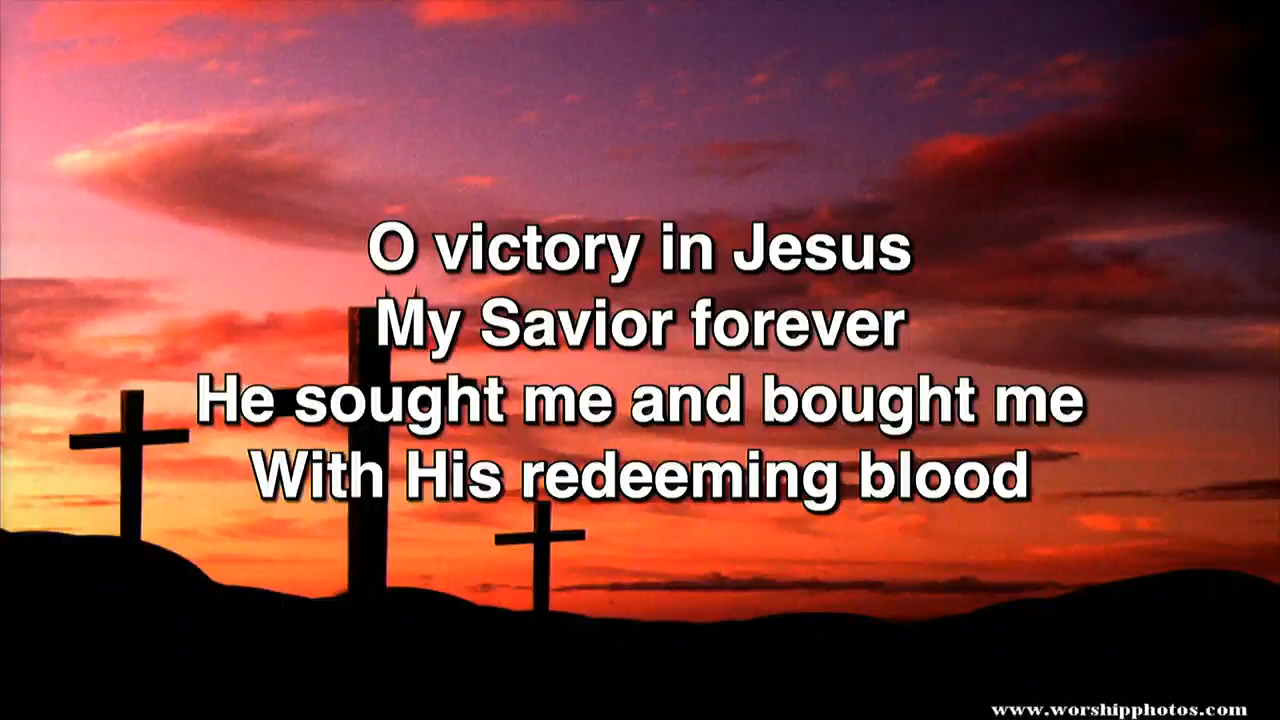 O victory in Jesus
My Savior forever
He sought me and bought me
With His redeeming blood
www.worshipphotos.com